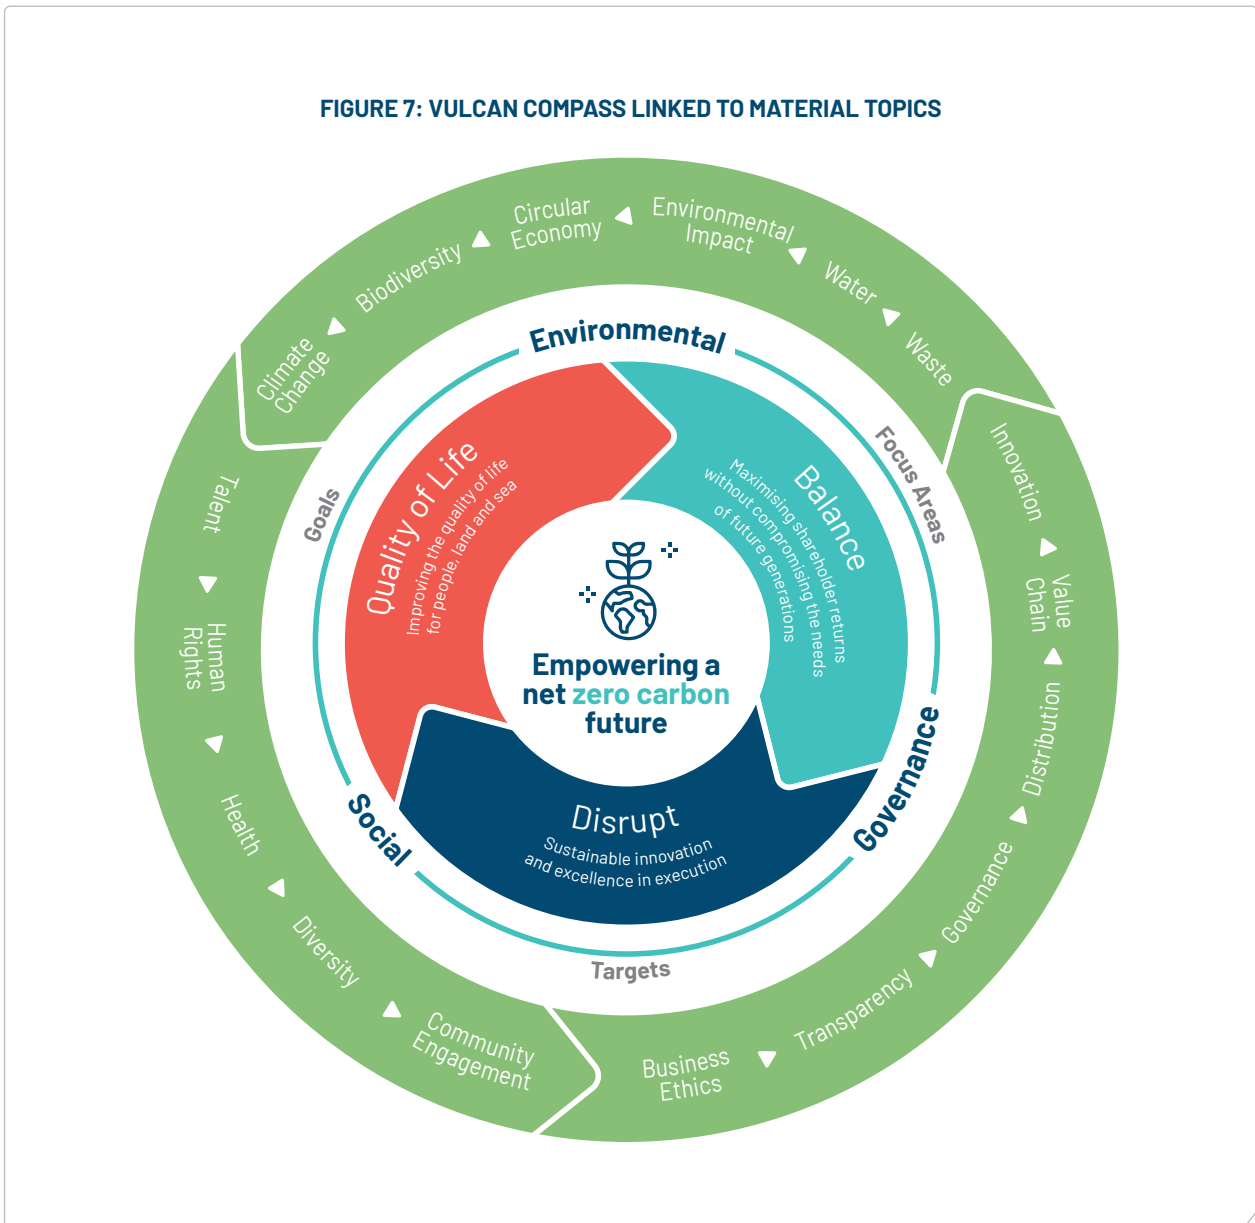 FIGURE 7: VULCAN COMPASS LINKED TO MATERIAL TOPICS
Climate
Change
Biodiversity
Circular
Economy
Environmental
Impact
Water
Waste
Innovation
Value
Chain
Distribution
Governance
Transparency
Business
Ethics
Community
Engagement
Diversity
Health
Human
Rights
Talent
Environmental
Focus Areas
Governance
Targets
Social
Goals
Quality of Life
Improving the quality of life
for people, land and sea
Balance
Maximising shareholder returns
without compromising the needs
of future generations
Disrupt
Sustainable innovation
and excellence in execution
Empowering a
net zero carbon
future